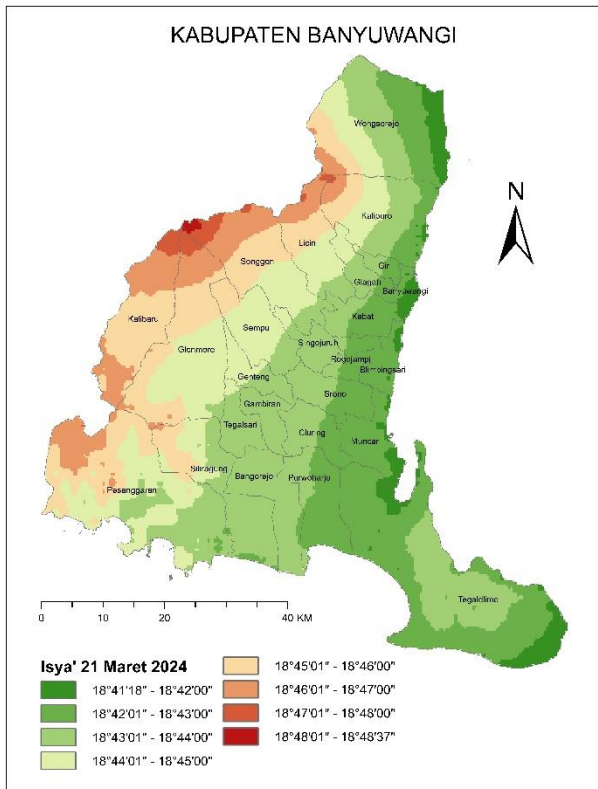 KABUPATEN BANYUWANGI
Wongsorejo
N
Kalipuro
Licin
Songgon
Giri
Glagah
Banyuwangi
Kalibaru
Kabat
Sempu
Glenmore
Singojuruh
Rogojampi
Blimbingsari
Genteng
Gambiran
Srono
Tegalsari
Cluring
Muncar
Siliragung
Bangorejo
Purwoharjo
Pesanggaran
Tegaldlimo
0 10 20 40 KM
Isya' 21 Maret 2024
18°41'18" - 18°42'00"
18°42'01" - 18°43'00"
18°43'01" - 18°44'00"
18°44'01" - 18°45'00"
18°45'01" - 18°46'00"
18°46'01" - 18°47'00"
18°47'01" - 18°48'00"
18°48'01" - 18°48'37"